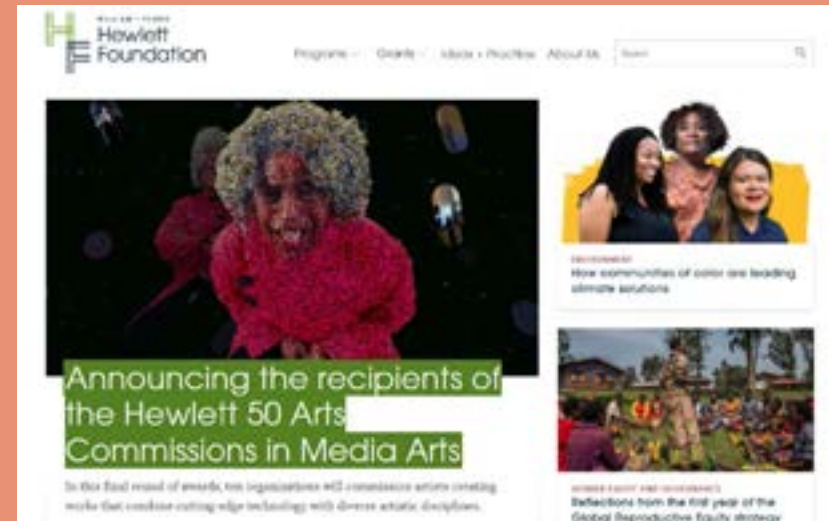 WILLIAM + FLORA
Hewlett
Foundation
Programs
Grants
Ideas + Practice
About Us
Search
Announcing the recipients of
the Hewlett 50 Arts
Commissions in Media Arts
In this final round of awards, ten organizations will commission artists creating
works that combine cutting-edge technology with diverse artistic disciplines.
ENVIRONMENT
How communities of color are leading
climate solutions
GENDER EQUITY AND GOVERNANCE
Reflections from the first year of the
Global Reproductive Equity strategy